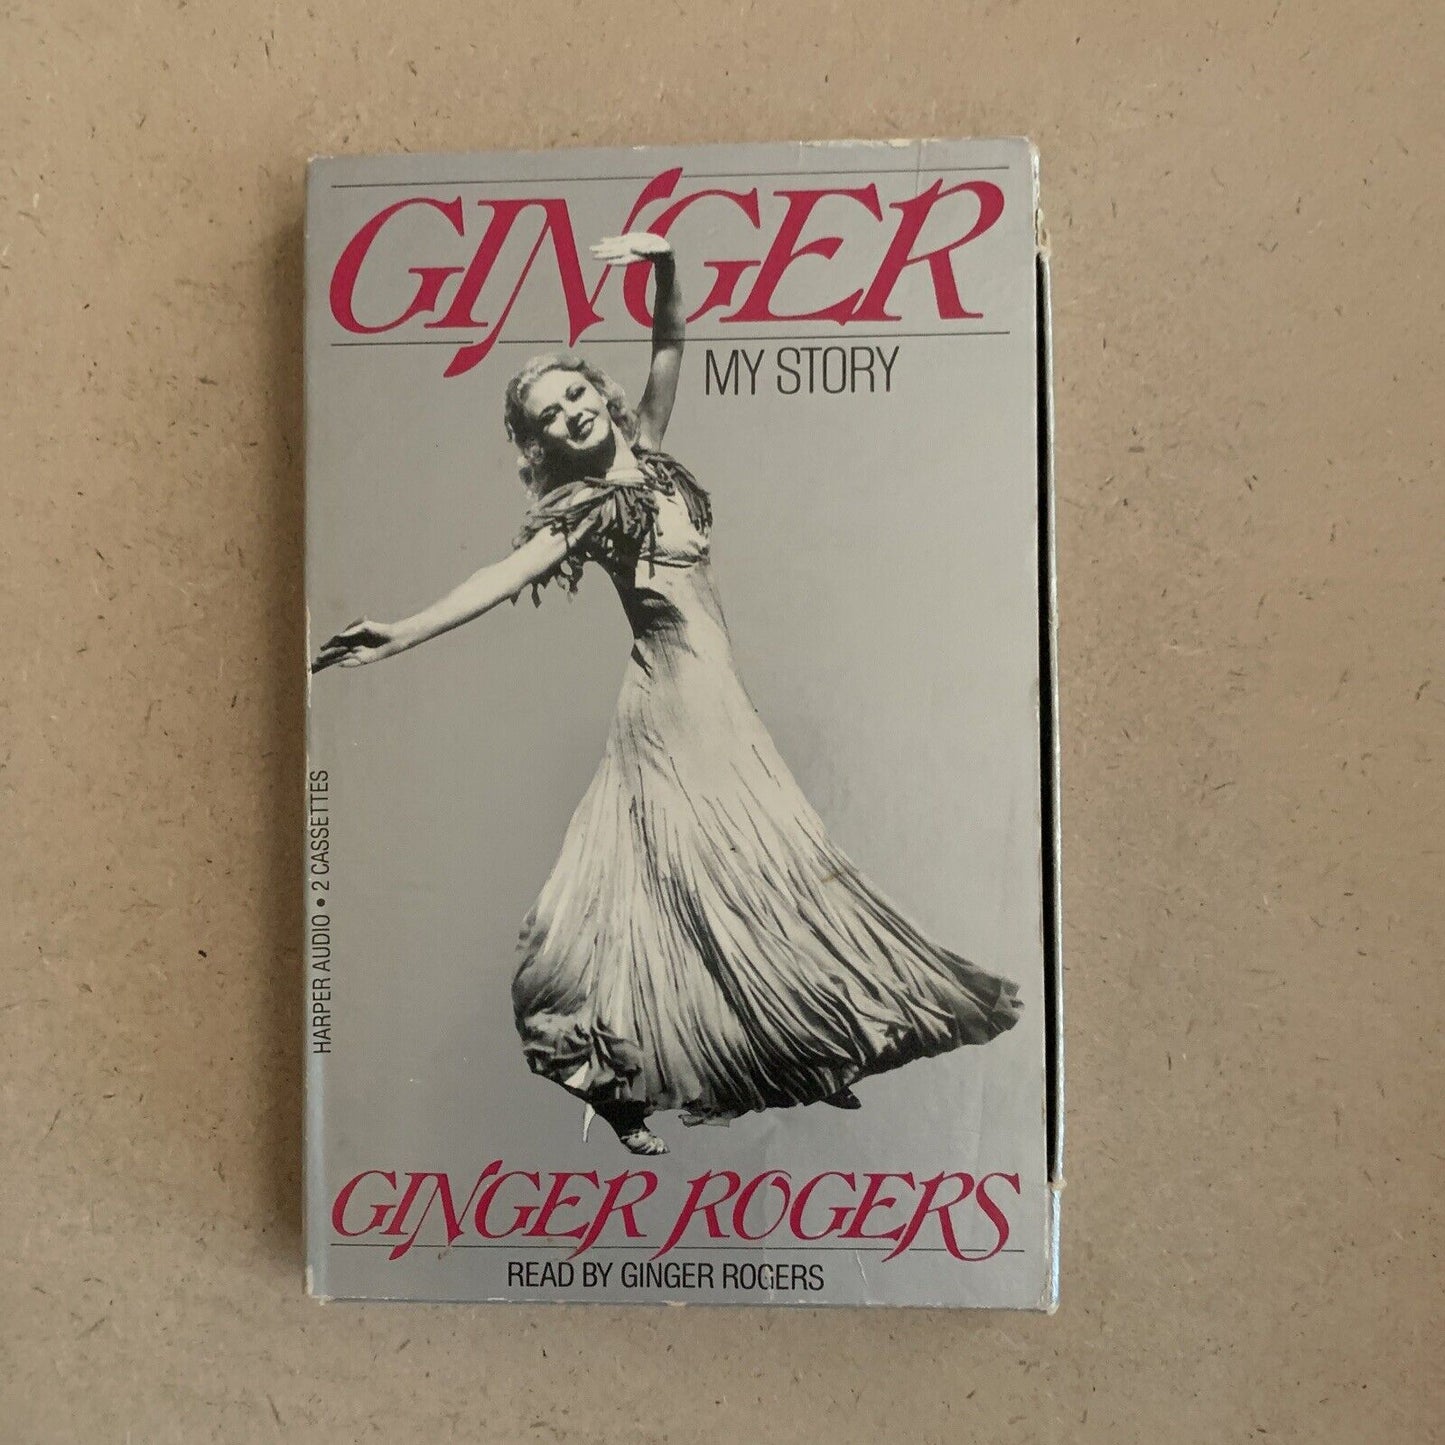 GINGER
MY STORY
HARPER AUDIO • 2 CASSETTES
GINGER ROGERS
READ BY GINGER ROGERS